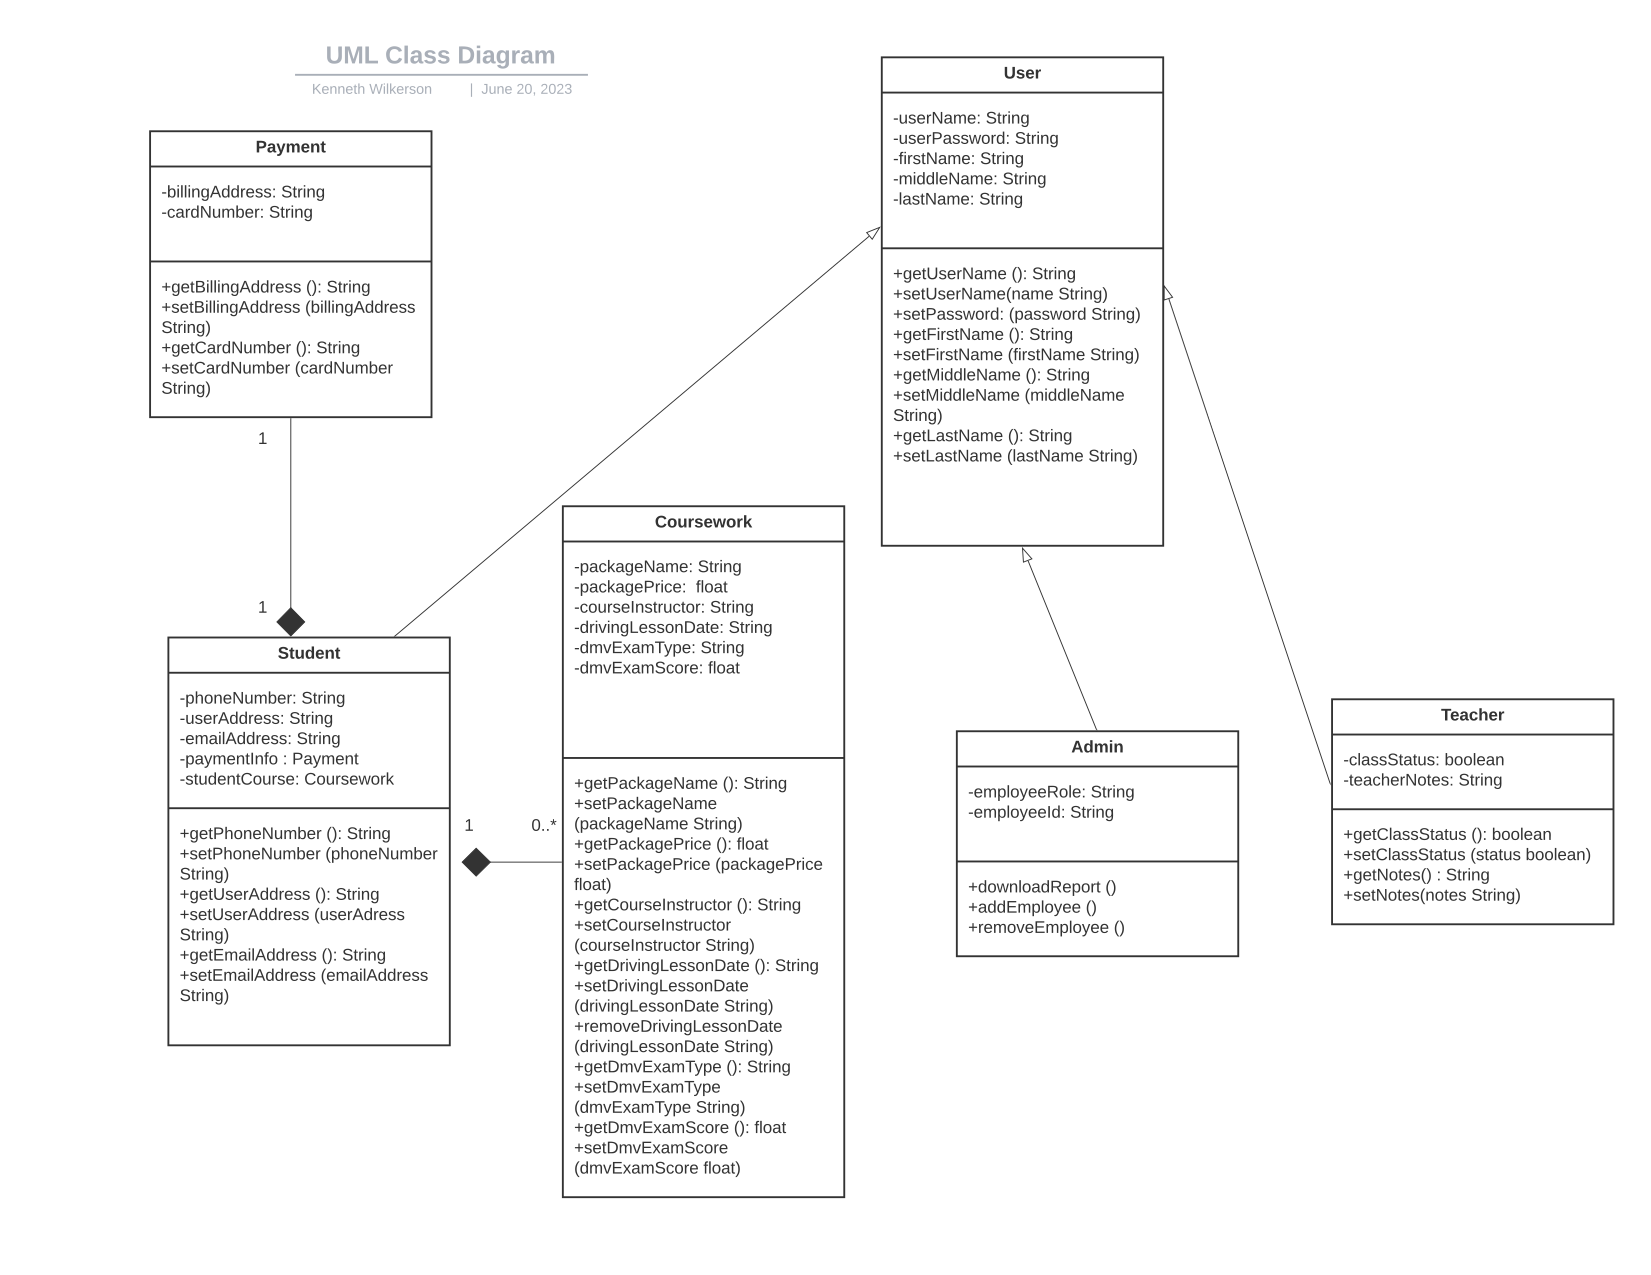 UML Class Diagram
Kenneth Wilkerson | June 20, 2023
Payment
-billingAddress: String
-cardNumber: String
+getBillingAddress (): String
+setBillingAddress (billingAddress
String)
+getCardNumber (): String
+setCardNumber (cardNumber
String)
1
1
Student
-phoneNumber: String
-userAddress: String
-emailAddress: String
-paymentInfo : Payment
-studentCourse: Coursework
+getPhoneNumber (): String
+setPhoneNumber (phoneNumber
String)
+getUserAddress (): String
+setUserAddress (userAdress
String)
+getEmailAddress (): String
+setEmailAddress (emailAddress
String)
1
0..*
Coursework
-packageName: String
-packagePrice:  float
-courseInstructor: String
-drivingLessonDate: String
-dmvExamType: String
-dmvExamScore: float
+getPackageName (): String
+setPackageName
(packageName String)
+getPackagePrice (): float
+setPackagePrice (packagePrice
float)
+getCourseInstructor (): String
+setCourseInstructor
(courseInstructor String)
+getDrivingLessonDate (): String
+setDrivingLessonDate
(drivingLessonDate String)
+removeDrivingLessonDate
(drivingLessonDate String)
+getDmvExamType (): String
+setDmvExamType
(dmvExamType String)
+getDmvExamScore (): float
+setDmvExamScore
(dmvExamScore float)
User
-userName: String
-userPassword: String
-firstName: String
-middleName: String
-lastName: String
+getUserName (): String
+setUserName(name String)
+setPassword: (password String)
+getFirstName (): String
+setFirstName (firstName String)
+getMiddleName (): String
+setMiddleName (middleName
String)
+getLastName (): String
+setLastName (lastName String)
Admin
-employeeRole: String
-employeeId: String
+downloadReport ()
+addEmployee ()
+removeEmployee ()
Teacher
-classStatus: boolean
-teacherNotes: String
+getClassStatus (): boolean
+setClassStatus (status boolean)
+getNotes() : String
+setNotes(notes String)